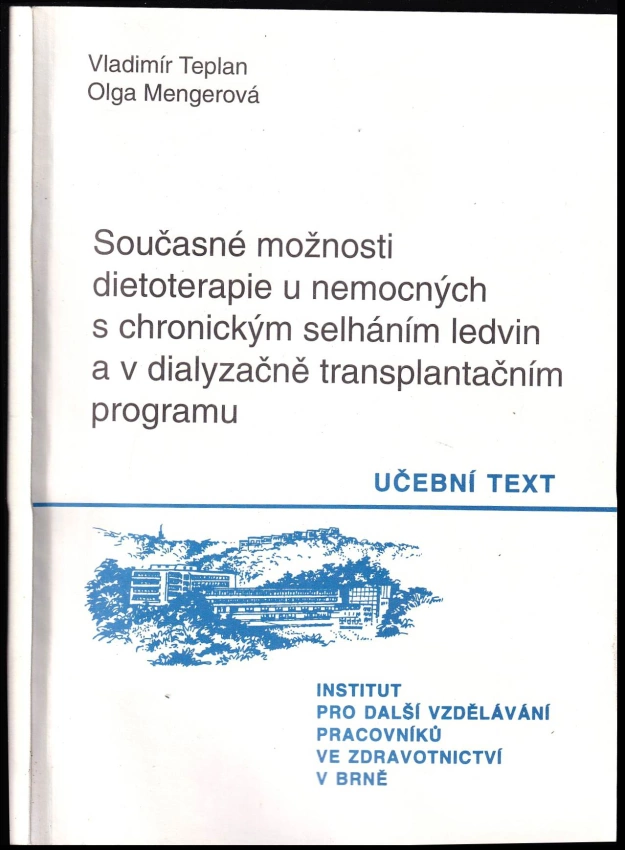 Vladimír Teplan
Olga Mengerová
Současné možnosti
dietoterapie u nemocných
s chronickým selháním ledvin
a v dialyzačně transplantačním
programu
UČEBNÍ TEXT
INSTITUT
PRO DALŠÍ VZDĚLÁVÁNÍ
PRACOVNÍKŮ
VE ZDRAVOTNICTVÍ
V BRNĚ